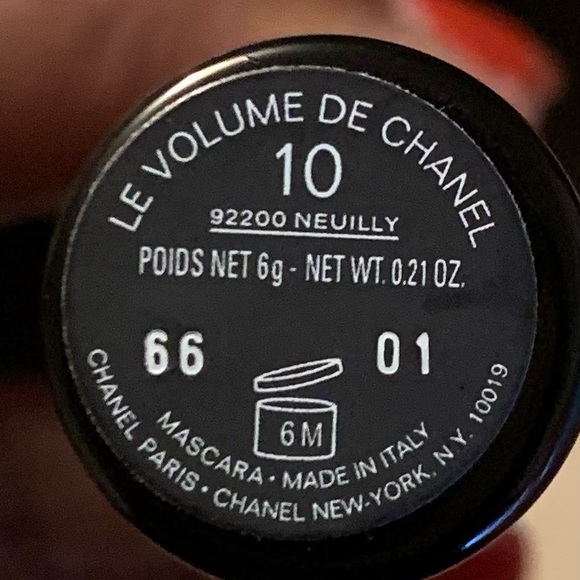 LE VOLUME DE CHANEL
10
92200 NEUILLY
POIDS NET 6g - NET WT. 0.21 OZ.
66 01
6M
MASCARA • MADE IN ITALY
CHANEL PARIS • CHANEL NEW-YORK, N.Y. 10019